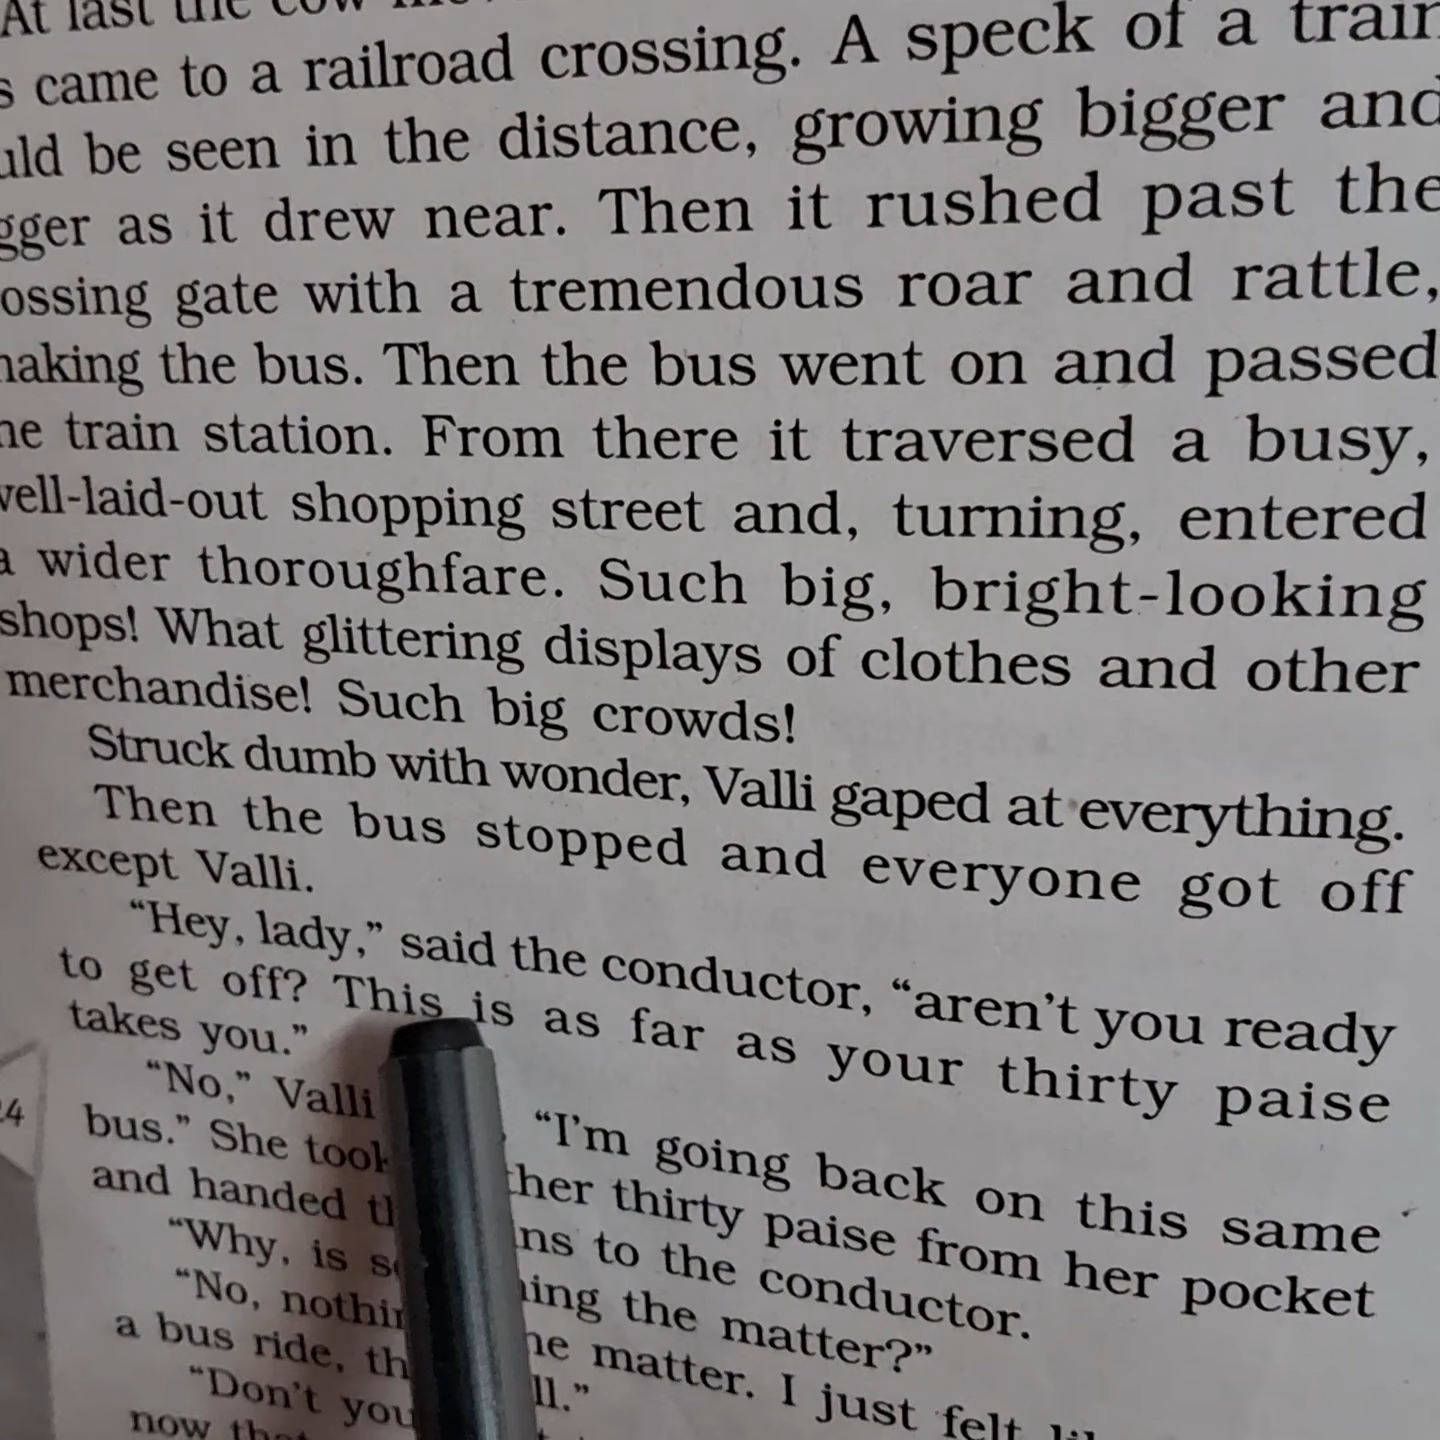 At last the cow
came to a railroad crossing. A speck of a train
be seen in the distance, growing bigger and
as it drew near. Then it rushed past the
gate with a tremendous roar and rattle,
the bus. Then the bus went on and passed
train station. From there it traversed a busy,
well-laid-out shopping street and, turning, entered
a wider thoroughfare. Such big, bright-looking
shops! What glittering displays of clothes and other
merchandise! Such big crowds!
Struck dumb with wonder, Valli gaped at everything.
Then the bus stopped and everyone got off
except Valli.
“Hey, lady,” said the conductor, “aren’t you ready
to get off? This is as far as your thirty paise
takes you.”
“No,” Valli “I’m going back on this same
bus.” She took thirty paise from her pocket
and handed to the conductor.
“Why, is the matter?”
“No, matter. I just felt
a bus ride,
“Don’t you
now